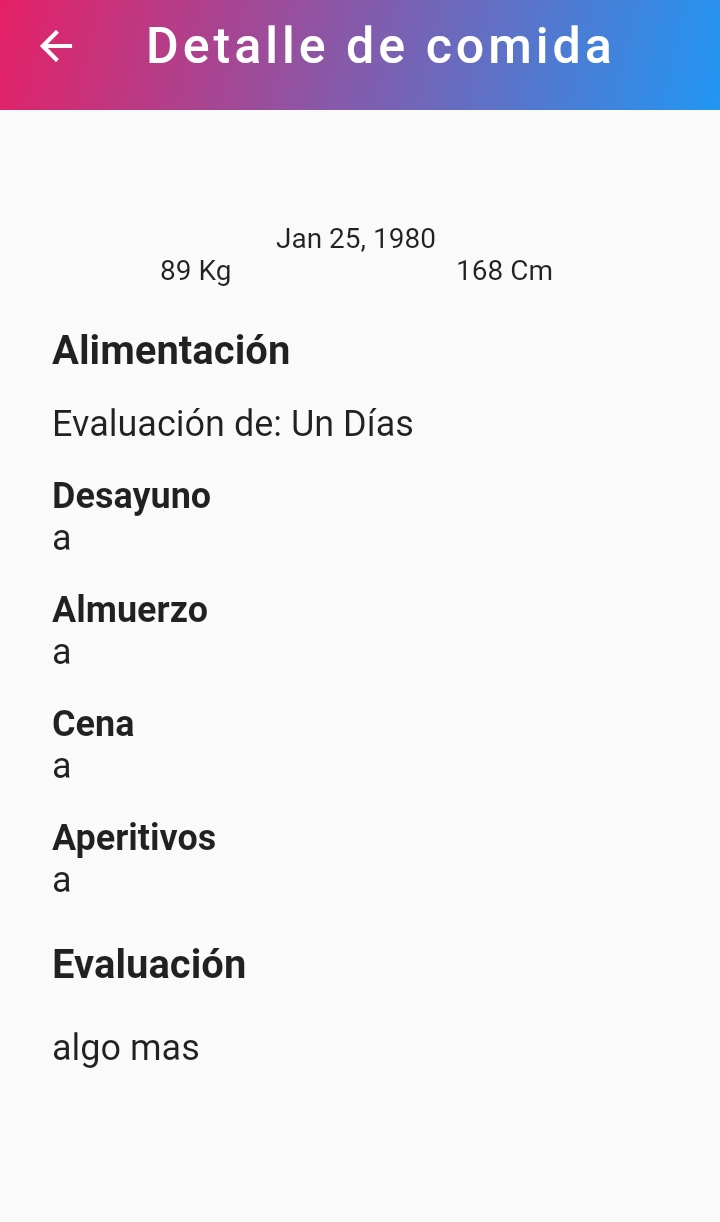 Detalle de comida
Jan 25, 1980
89 Kg 168 Cm
Alimentación
Evaluación de: Un Días
Desayuno
a
Almuerzo
a
Cena
a
Aperitivos
a
Evaluación
algo mas